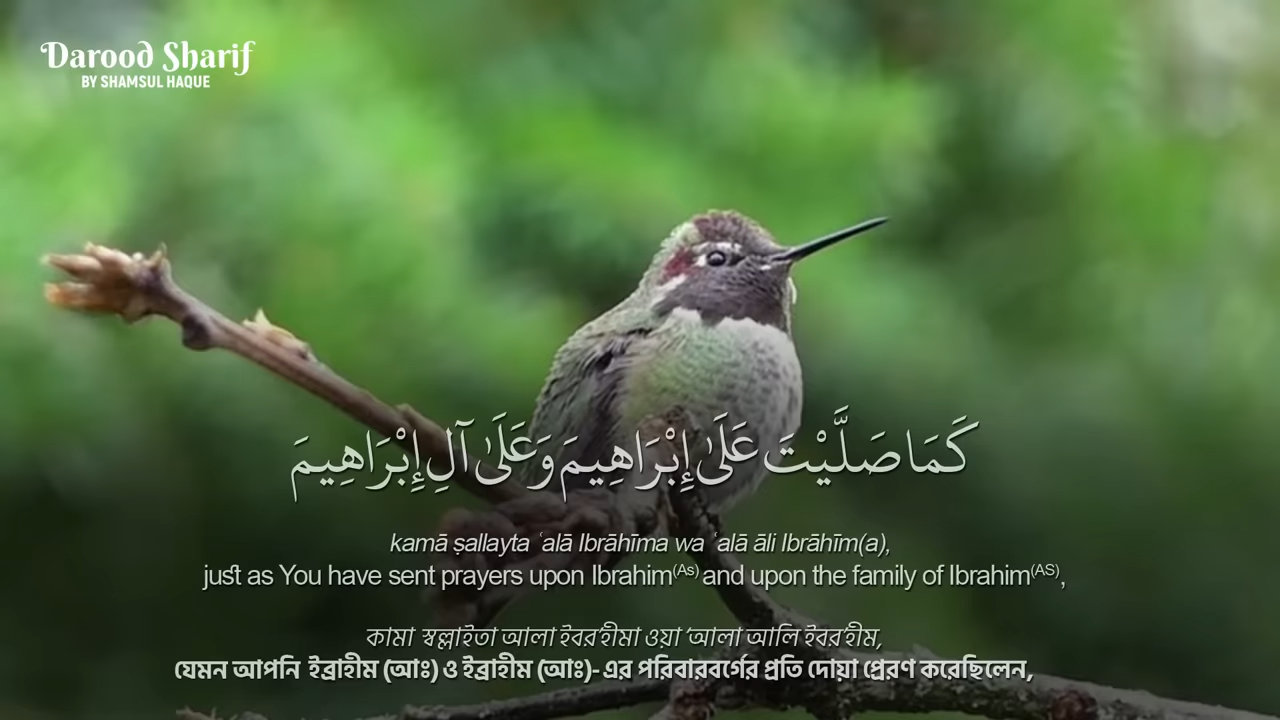 Darood Sharif
BY SHAMSUL HAQUE
كَمَا صَلَّيْتَ عَلَىٰ إِبْرَاهِيمَ وَعَلَىٰ آلِ إِبْرَاهِيمَ
kamā ṣallayta ʿalā Ibrāhīma wa ʿalā āli Ibrāhīm(a),
just as You have sent prayers upon Ibrahim(As) and upon the family of Ibrahim(AS),
কামা স্বল্লাইতা আলা ইবর'হীমা ওয়া 'আলা আলি ইবর'হীম,
যেমন আপনি ইব্রাহীম (আঃ) ও ইব্রাহীম (আঃ)- এর পরিবারবর্গের প্রতি দোয়া প্রেরণ করেছিলেন,